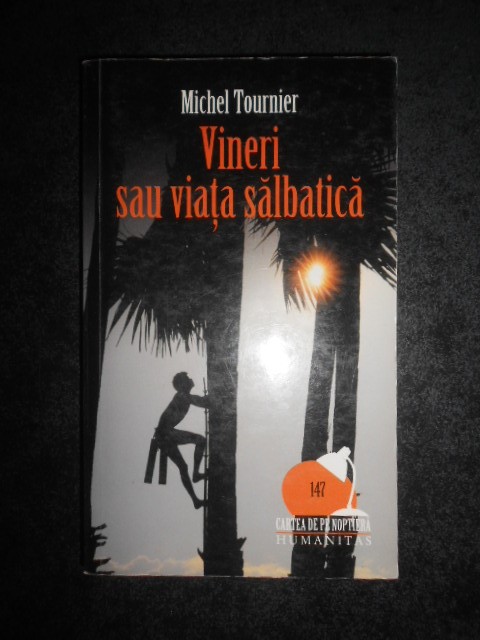 Michel Tournier
Vineri
sau viața sălbatică
147
CARTEA DE PE NOPTIERĂ
HUMANITAS